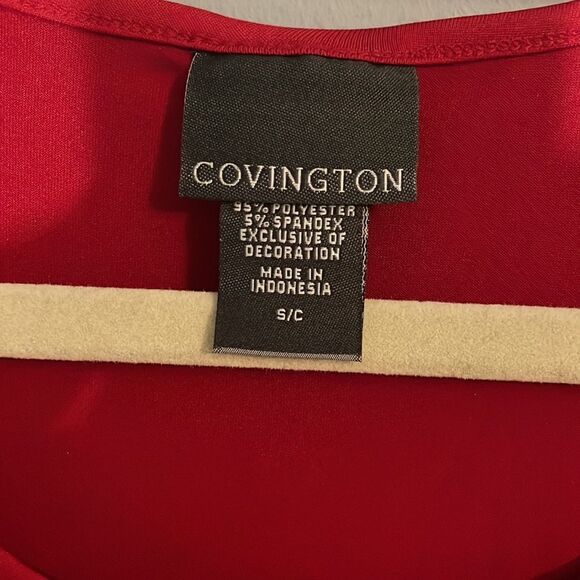 COVINGTON
95% POLYESTER
5% SPANDEX
EXCLUSIVE OF
DECORATION
MADE IN
INDONESIA
S/C